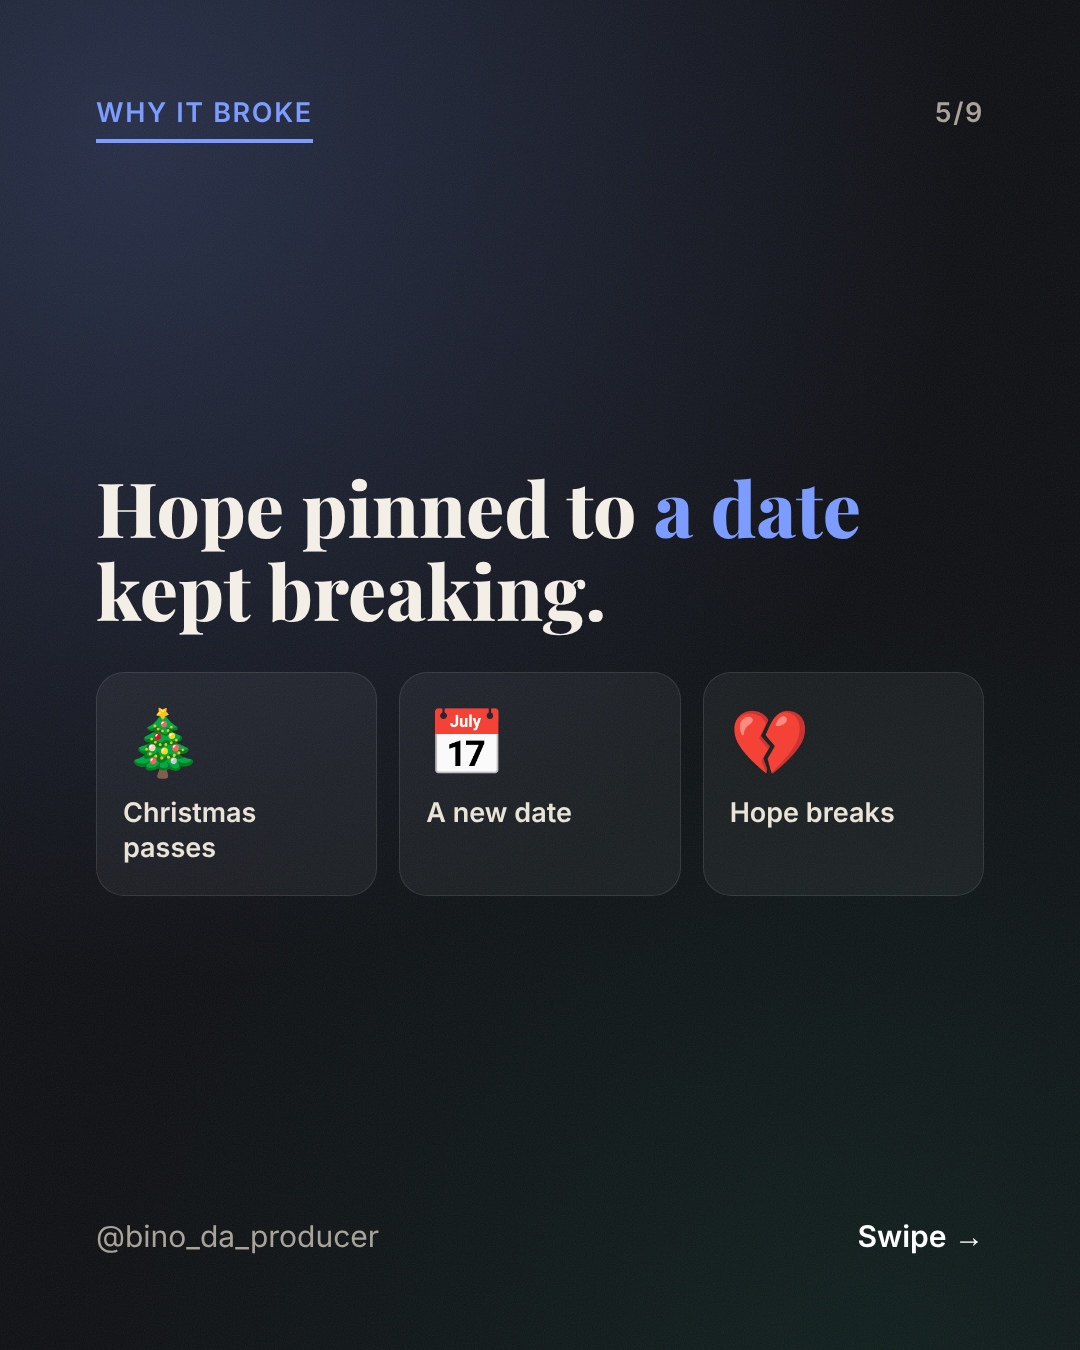 WHY IT BROKE
5/9
Hope pinned to a date
kept breaking.
Christmas
passes
July
17
A new date
Hope breaks
@bino_da_producer
Swipe →